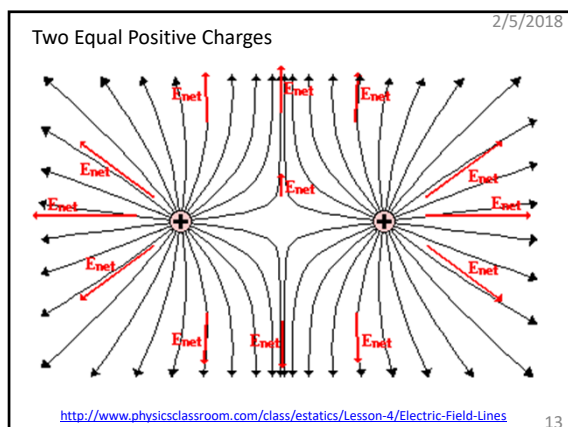 2/5/2018
Two Equal Positive Charges
Enet
Enet
Enet
Enet
Enet
Enet
Enet
Enet
Enet
Enet
Enet
Enet
Enet
+
+
http://www.physicsclassroom.com/class/estatics/Lesson-4/Electric-Field-Lines
13